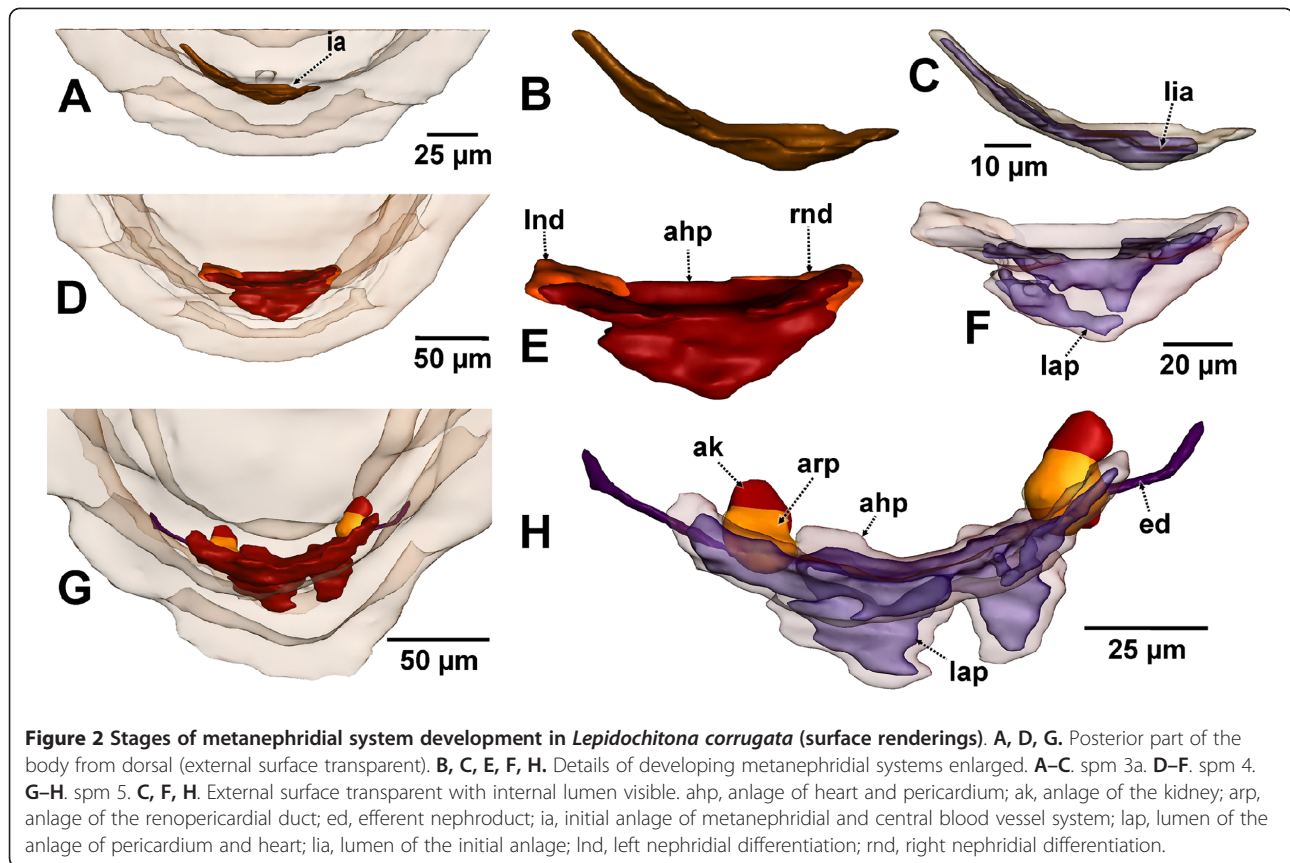 ia
A
25 µm
B
C
lia
10 µm
D
50 µm
lnd
ahp
rnd
E
F
lap
20 µm
G
50 µm
ak
arp
ahp
ed
H
lap
25 µm
Figure 2 Stages of metanephridial system development in Lepidochitona corrugata (surface renderings). A, D, G. Posterior part of the
body from dorsal (external surface transparent). B, C, E, F, H. Details of developing metanephridial systems enlarged. A–C. spm 3a. D–F. spm 4.
G–H. spm 5. C, F, H. External surface transparent with internal lumen visible. ahp, anlage of heart and pericardium; ak, anlage of the kidney; arp,
anlage of the renopericardial duct; ed, efferent nephroduct; ia, initial anlage of metanephridial and central blood vessel system; lap, lumen of the
anlage of pericardium and heart; lia, lumen of the initial anlage; lnd, left nephridial differentiation; rnd, right nephridial differentiation.